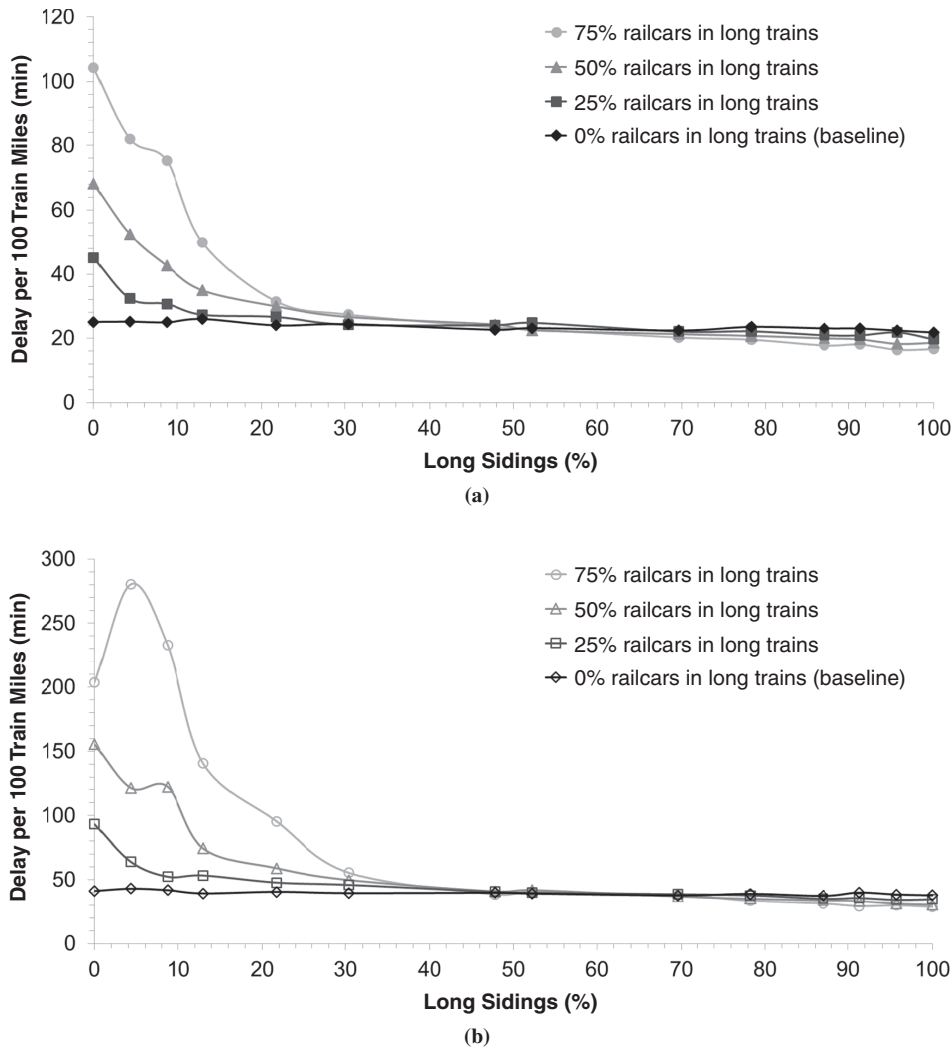 120
100
80
60
40
20
0
Delay per 100 Train Miles (min)
75% railcars in long trains
50% railcars in long trains
25% railcars in long trains
0% railcars in long trains (baseline)
0 10 20 30 40 50 60 70 80 90 100
Long Sidings (%)
(a)
300
250
200
150
100
50
0
Delay per 100 Train Miles (min)
75% railcars in long trains
50% railcars in long trains
25% railcars in long trains
0% railcars in long trains (baseline)
0 10 20 30 40 50 60 70 80 90 100
Long Sidings (%)
(b)